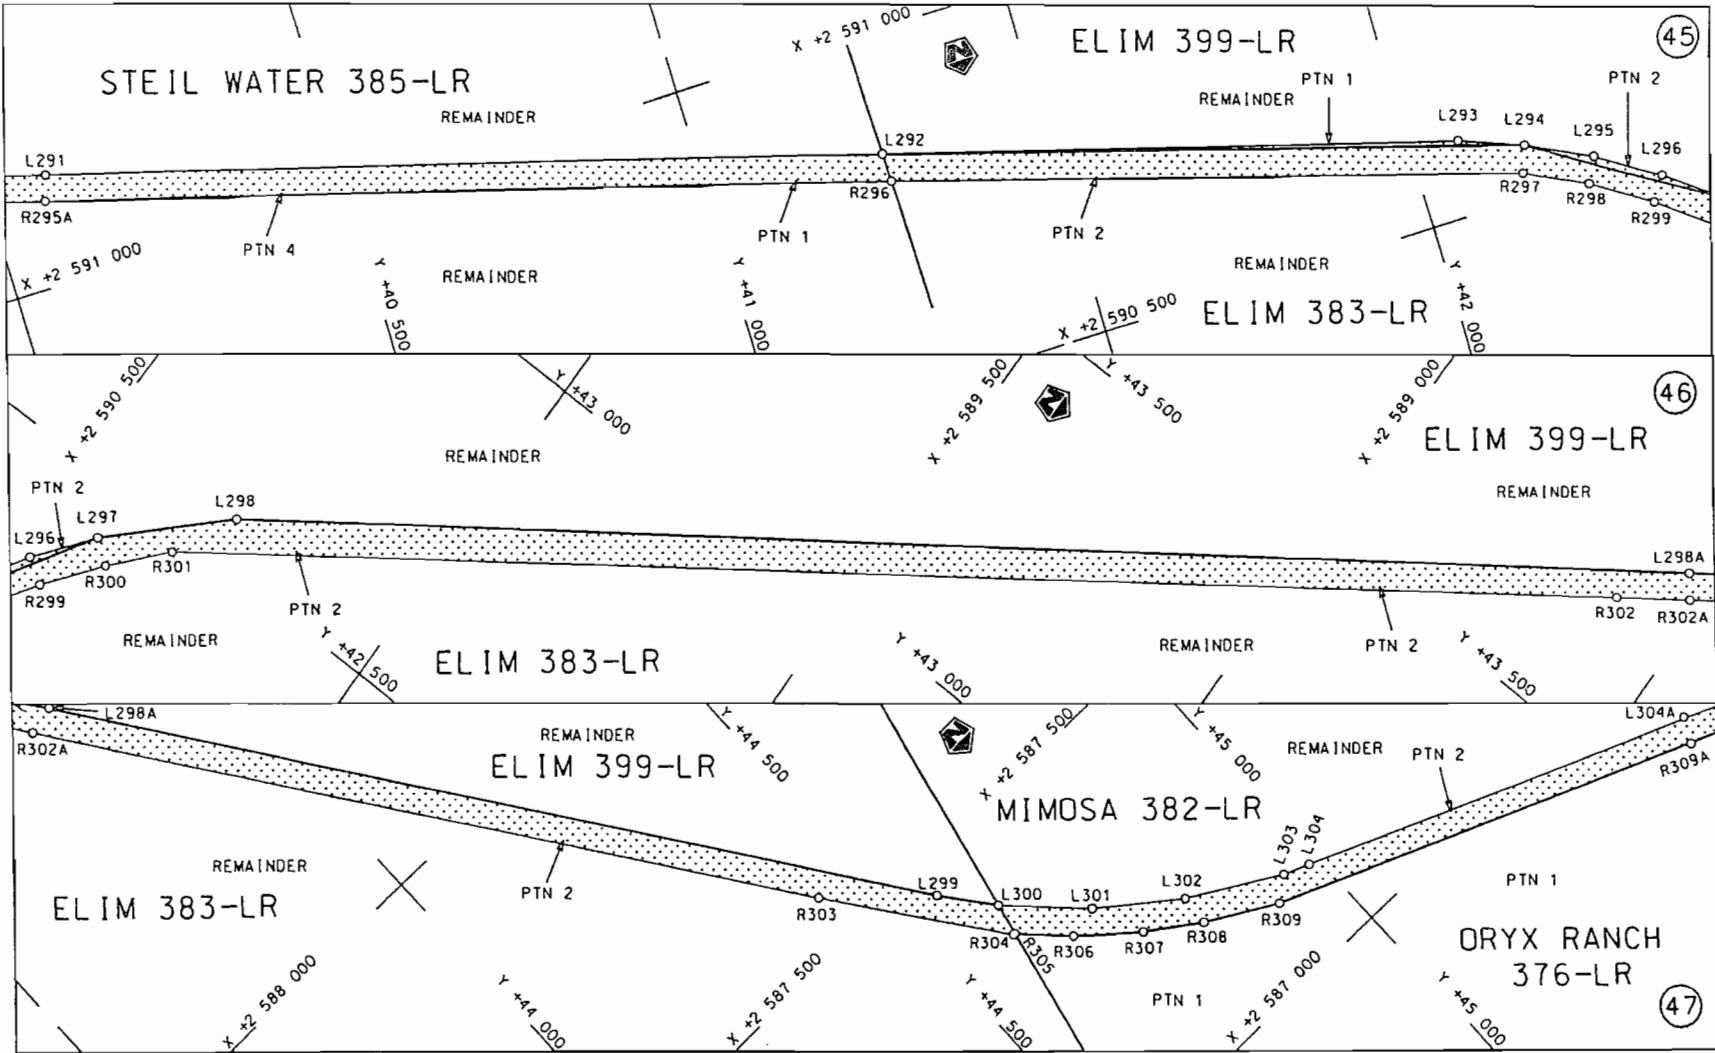 X +2 591 000
ELIM 399-LR
45
STEIL WATER 385-LR
PTN 1
PTN 2
REMAINDER
REMAINDER
L291
L292
L293
L294
L295
L296
R295A
R296
R297
R298
R299
PTN 4
PTN 1
PTN 2
X +2 591 000
REMAINDER
Y +40 500
Y +41 000
REMAINDER
X +2 590 500
ELIM 383-LR
Y +42 000
X +2 590 500
Y +43 000
X +2 589 500
Y +43 500
X +2 589 000
46
ELIM 399-LR
REMAINDER
REMAINDER
PTN 2
L296
L297
L298
L298A
R299
R300
R301
R302
R302A
PTN 2
PTN 2
REMAINDER
Y +42 500
ELIM 383-LR
Y +43 000
REMAINDER
Y +43 500
L298A
R302A
REMAINDER
ELIM 399-LR
Y +44 500
X +2 587 500
Y +45 000
REMAINDER
PTN 2
L304A
R309A
MIMOSA 382-LR
REMAINDER
ELIM 383-LR
PTN 2
L299
L300
L301
L302
L303
L304
R303
R304
R305
R306
R307
R308
R309
PTN 1
ORYX RANCH
376-LR
PTN 1
X +2 588 000
Y +44 000
X +2 587 500
Y +44 500
X +2 587 000
Y +45 000
47